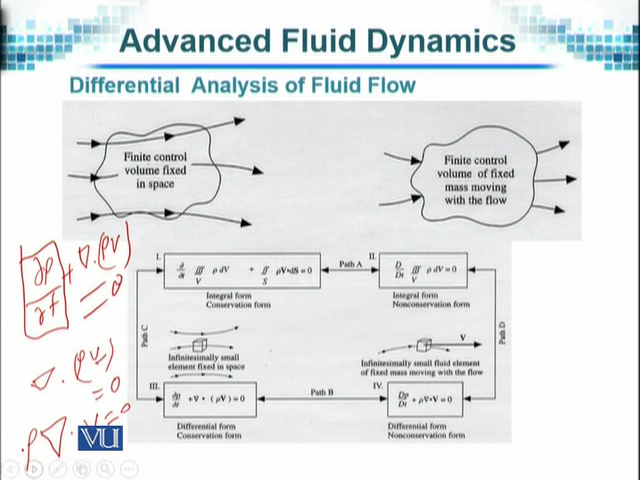 Advanced Fluid Dynamics
Differential Analysis of Fluid Flow
Finite control
volume fixed
in space
Finite control
volume of fixed
mass moving
with the flow
∂ρ/∂t + ∇.(ρV) = 0
∇.(ρV) = 0
ρ∇.V = 0
I.
∂/∂t ∭_V ρ dV + ∬_S ρV•dS = 0
Path A
II.
D/Dt ∭_V ρ dV = 0
Integral form
Conservation form
Integral form
Nonconservation form
Path C
Path D
Infinitesimally small
element fixed in space
V
Infinitesimally small fluid element
of fixed mass moving with the flow
III.
∂ρ/∂t + ∇ • (ρV) = 0
Path B
IV.
Dρ/Dt + ρ∇•V = 0
Differential form
Conservation form
Differential form
Nonconservation form
VU